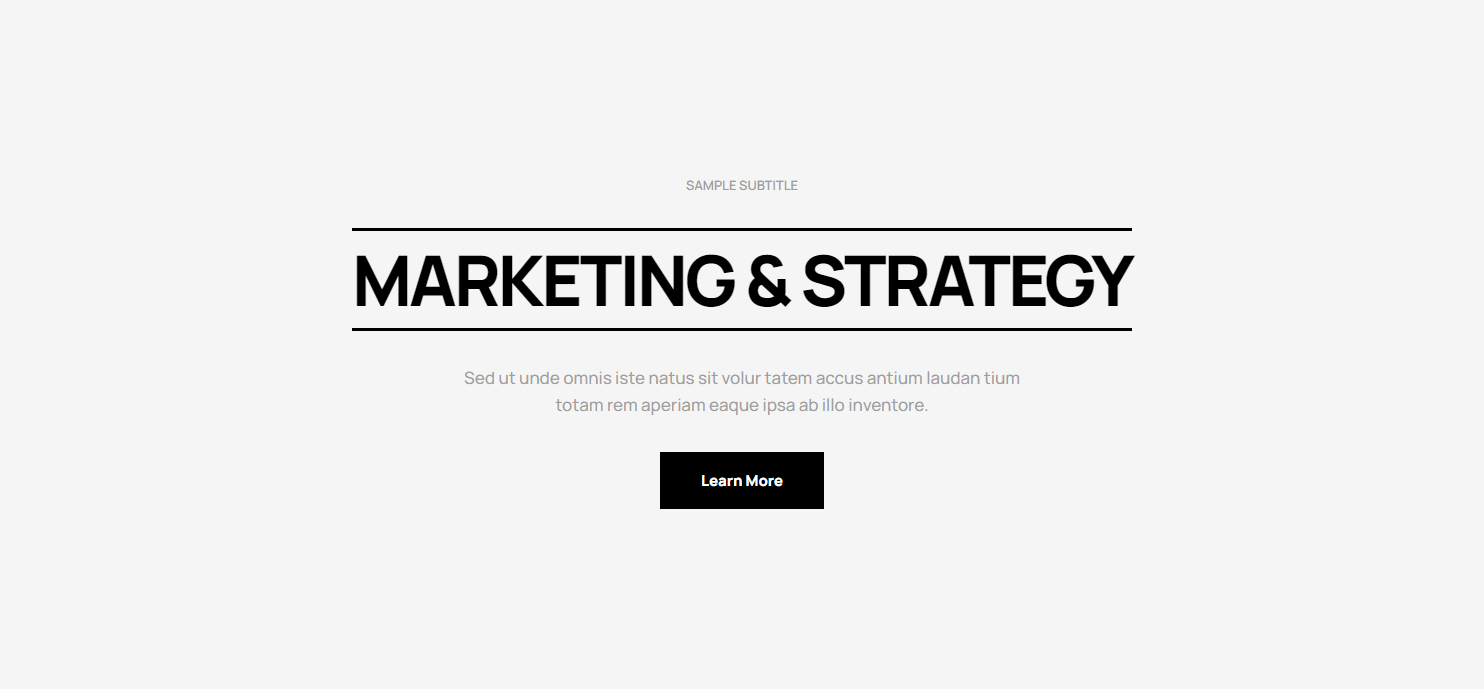 SAMPLE SUBTITLE
MARKETING & STRATEGY
Sed ut unde omnis iste natus sit volur tatem accus antium laudan tium
totam rem aperiam eaque ipsa ab illo inventore.
Learn More